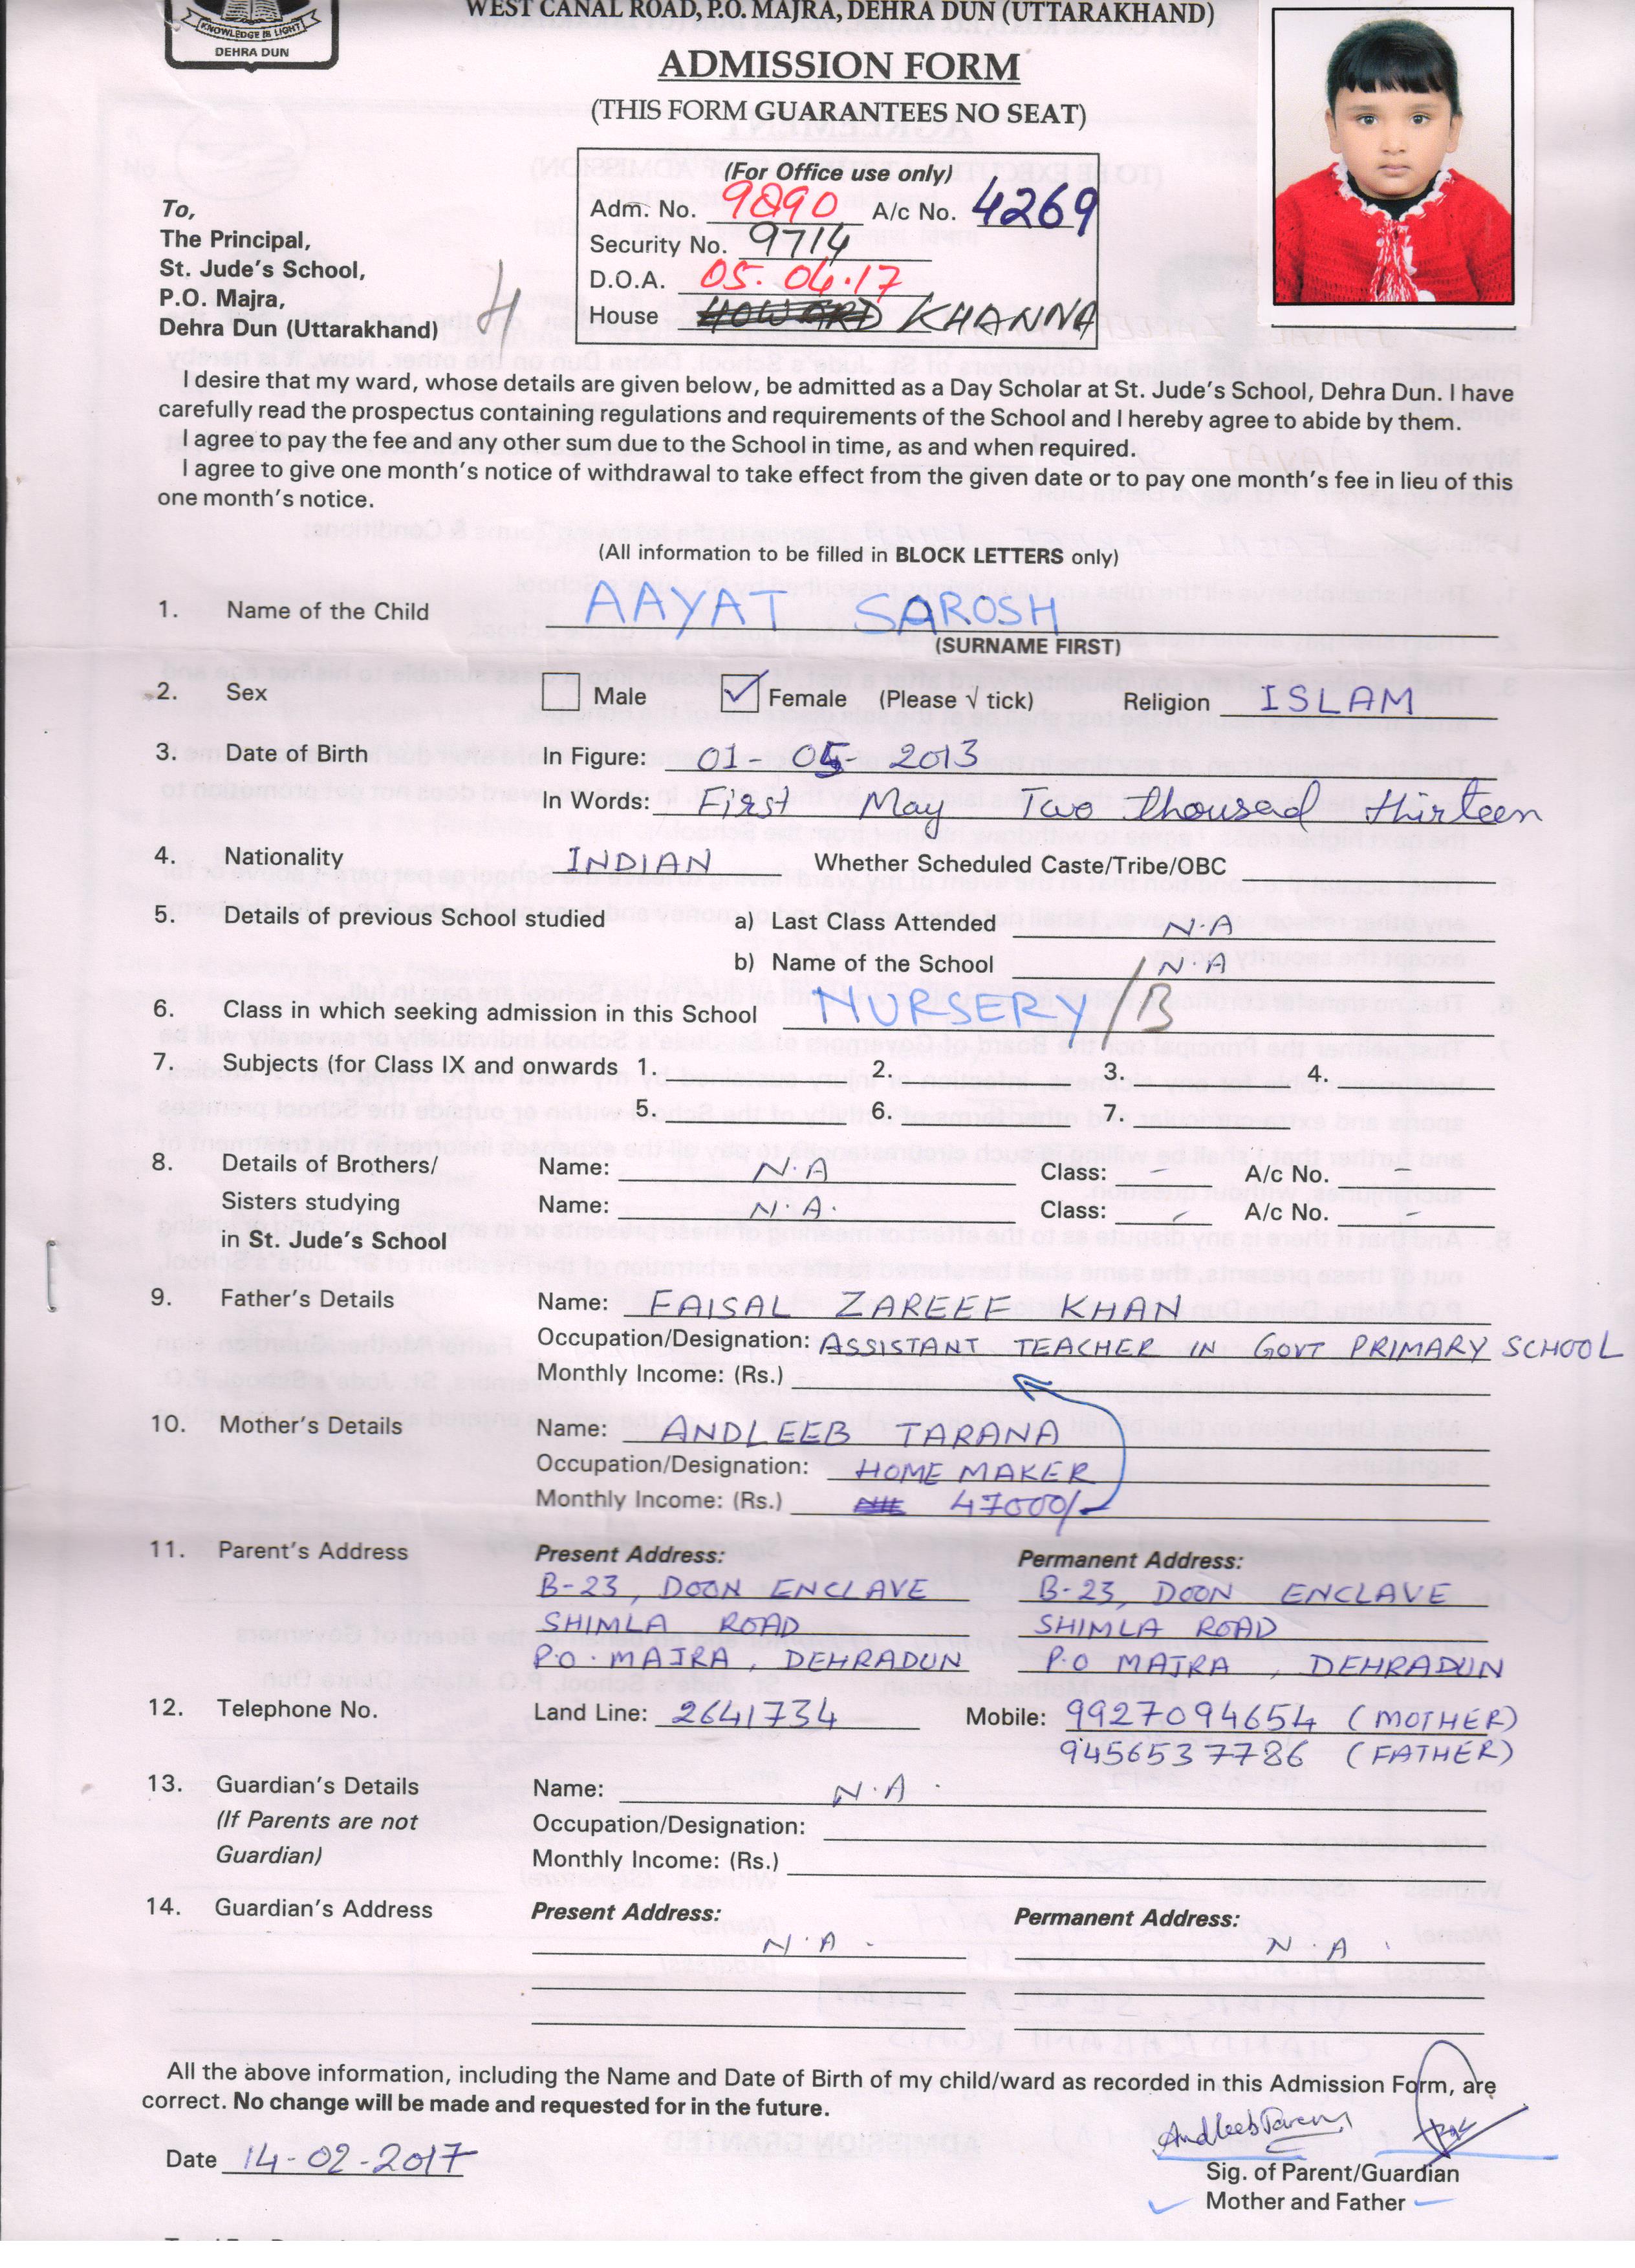 KNOWLEDGE IS LIGHT
DEHRA DUN
WEST CANAL ROAD, P.O. MAJRA, DEHRA DUN (UTTARAKHAND)
ADMISSION FORM
(THIS FORM GUARANTEES NO SEAT)
(For Office use only)
Adm. No. 9890 A/c No. 4269
Security No. 9714
D.O.A. 05.04.17
House HOWARD KHANNA
To,
The Principal,
St. Jude's School,
P.O. Majra,
Dehra Dun (Uttarakhand)
H
I desire that my ward, whose details are given below, be admitted as a Day Scholar at St. Jude's School, Dehra Dun. I have
carefully read the prospectus containing regulations and requirements of the School and I hereby agree to abide by them.
I agree to pay the fee and any other sum due to the School in time, as and when required.
I agree to give one month's notice of withdrawal to take effect from the given date or to pay one month's fee in lieu of this
one month's notice.
(All information to be filled in BLOCK LETTERS only)
1. Name of the Child AAYAT SAROSH
(SURNAME FIRST)
2. Sex Male Female (Please √ tick) Religion ISLAM
3. Date of Birth In Figure: 01-05-2013
In Words: First May Two thousad thirteen
4. Nationality INDIAN Whether Scheduled Caste/Tribe/OBC
5. Details of previous School studied a) Last Class Attended N.A
b) Name of the School N.A
6. Class in which seeking admission in this School NURSERY / B
7. Subjects (for Class IX and onwards 1. 2. 3. 4.
5. 6. 7.
8. Details of Brothers/ Name: N.A Class: - A/c No. -
Sisters studying Name: N.A. Class: - A/c No. -
in St. Jude's School
9. Father's Details Name: FAISAL ZAREEF KHAN
Occupation/Designation: ASSISTANT TEACHER IN GOVT PRIMARY SCHOOL
Monthly Income: (Rs.)
10. Mother's Details Name: ANDLEEB TARANA
Occupation/Designation: HOME MAKER
Monthly Income: (Rs.) 47000/-
11. Parent's Address Present Address: Permanent Address:
B-23, DOON ENCLAVE B-23, DOON ENCLAVE
SHIMLA ROAD SHIMLA ROAD
P.O. MAJRA, DEHRADUN P.O MAJRA, DEHRADUN
12. Telephone No. Land Line: 2641734 Mobile: 9927094654 (MOTHER)
9456537786 (FATHER)
13. Guardian's Details Name: N.A.
(If Parents are not Occupation/Designation:
Guardian) Monthly Income: (Rs.)
14. Guardian's Address Present Address: Permanent Address:
N.A. N.A.
All the above information, including the Name and Date of Birth of my child/ward as recorded in this Admission Form, are
correct. No change will be made and requested for in the future.
Andleeb Tarana
Date 14-02-2017
Sig. of Parent/Guardian
Mother and Father